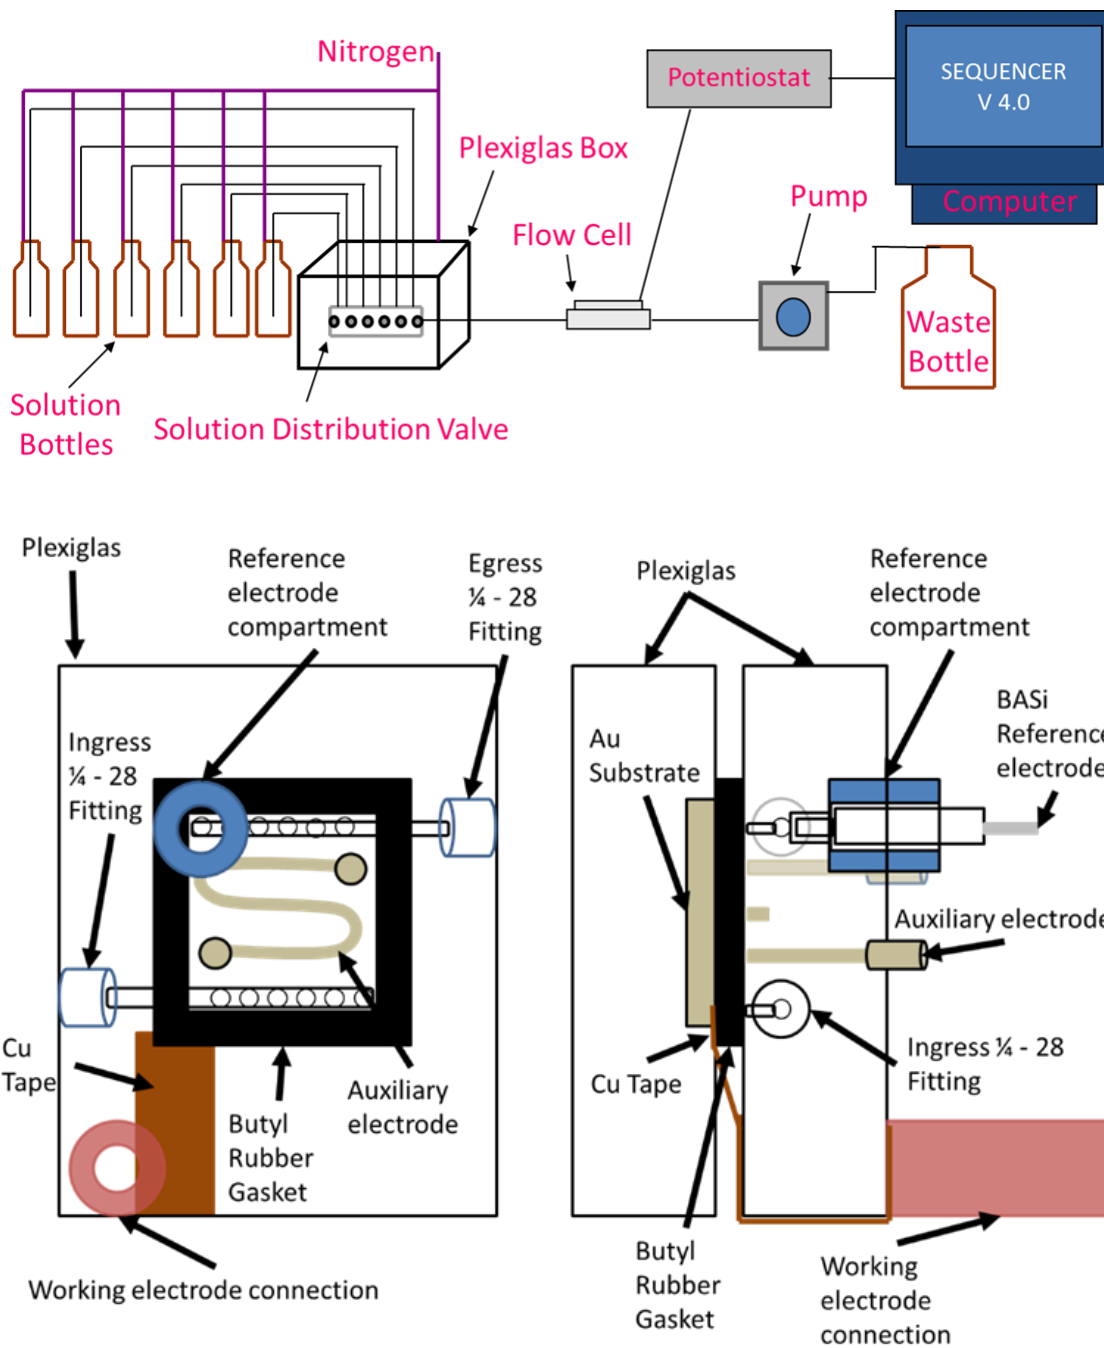 Nitrogen
Potentiostat
SEQUENCER
V 4.0
Plexiglas Box
Computer
Pump
Flow Cell
Waste
Bottle
Solution
Bottles
Solution Distribution Valve
Plexiglas
Reference
electrode
compartment
Egress
¼ - 28
Fitting
Ingress
¼ - 28
Fitting
Cu
Tape
Butyl
Rubber
Gasket
Auxiliary
electrode
Working electrode connection
Plexiglas
Reference
electrode
compartment
Au
Substrate
BASi
Reference
electrode
Auxiliary electrode
Cu Tape
Ingress ¼ - 28
Fitting
Butyl
Rubber
Gasket
Working
electrode
connection